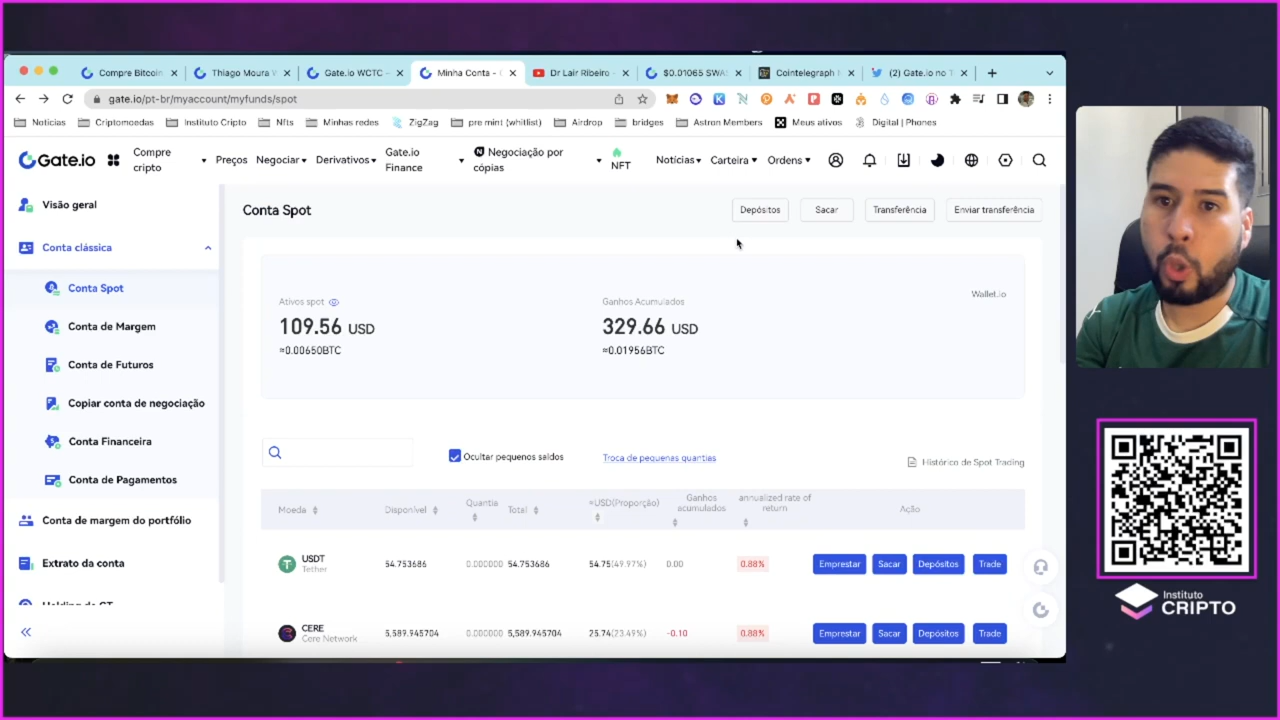 Compre Bitcoin
Thiago Moura W
Gate.io WCTC -
Minha Conta - G
Dr Lair Ribeiro -
$0.01065 SWA
Cointelegraph
(2) Gate.io no T
gate.io/pt-br/myaccount/myfunds/spot
Notícias
Criptomoedas
Instituto Cripto
Nfts
Minhas redes
ZigZag
pre mint (whitlist)
Airdrop
bridges
Astron Members
Meus ativos
Digital | Phones
Gate.io
Compre
cripto
Preços
Negociar
Derivativos
Gate.io
Finance
Negociação por
cópias
NFT
Notícias
Carteira
Ordens
Visão geral
Conta clássica
Conta Spot
Conta de Margem
Conta de Futuros
Copiar conta de negociação
Conta Financeira
Conta de Pagamentos
Conta de margem do portfólio
Extrato da conta
Conta Spot
Depósitos
Sacar
Transferência
Enviar transferência
Ativos spot
109.56 USD
≈0.00650BTC
Ganhos Acumulados
329.66 USD
≈0.01956BTC
Wallet.io
Ocultar pequenos saldos
Troca de pequenas quantias
Histórico de Spot Trading
Moeda
Disponível
Quantia
Total
≈USD(Proporção)
Ganhos
acumulados
annualized rate of
return
Ação
USDT
Tether
54.753686
0.000000
54.753686
54.75(49.97%)
0.00
0.88%
Emprestar
Sacar
Depósitos
Trade
CERE
Cere Network
5,589.945704
0.000000
5,589.945704
25.74(23.49%)
-0.10
0.88%
Emprestar
Sacar
Depósitos
Trade
Instituto
CRIPTO